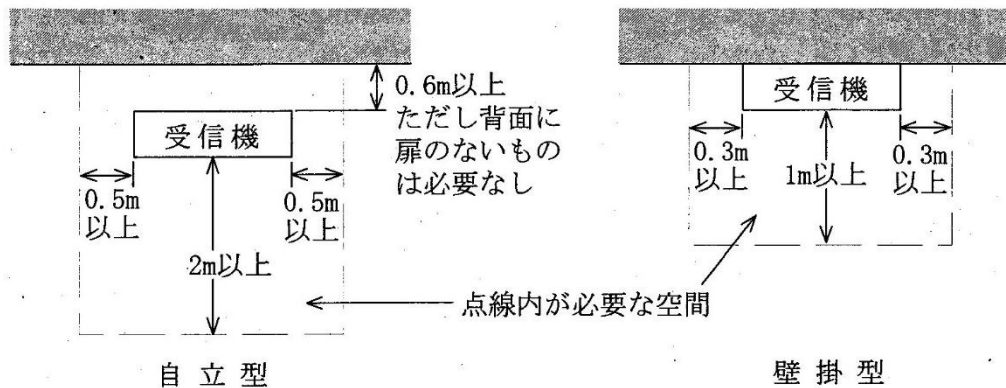 0.6m以上
ただし背面に
扉のないもの
は必要なし
受信機
0.5m
以上
0.5m
以上
2m以上
自立型
受信機
0.3m
以上
0.3m
以上
1m以上
点線内が必要な空間
壁掛型